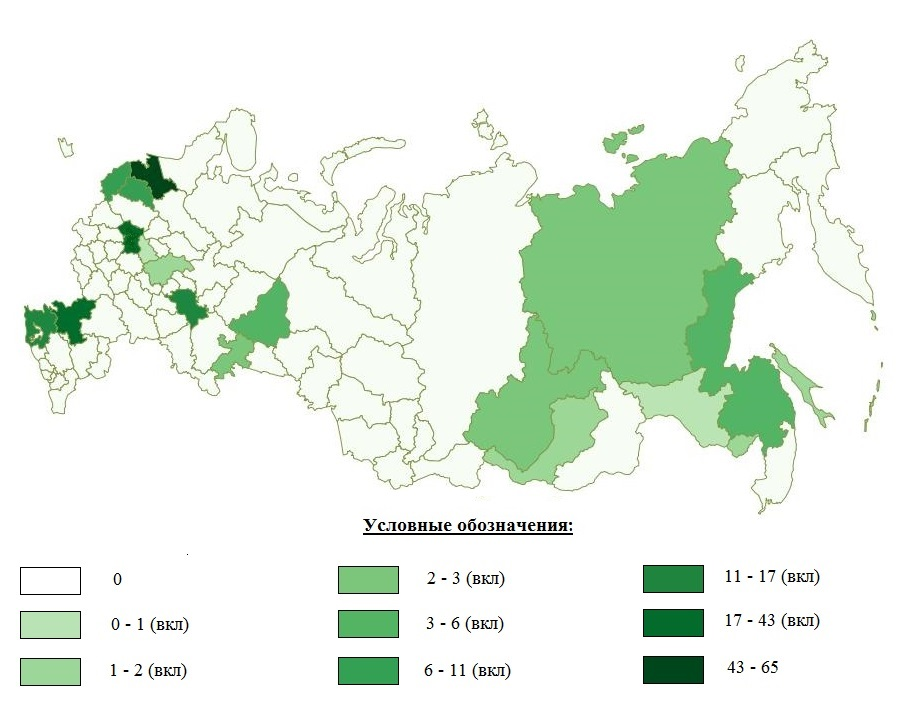 Условные обозначения:
0
2 - 3 (вкл)
11 - 17 (вкл)
0 - 1 (вкл)
3 - 6 (вкл)
17 - 43 (вкл)
1 - 2 (вкл)
6 - 11 (вкл)
43 - 65